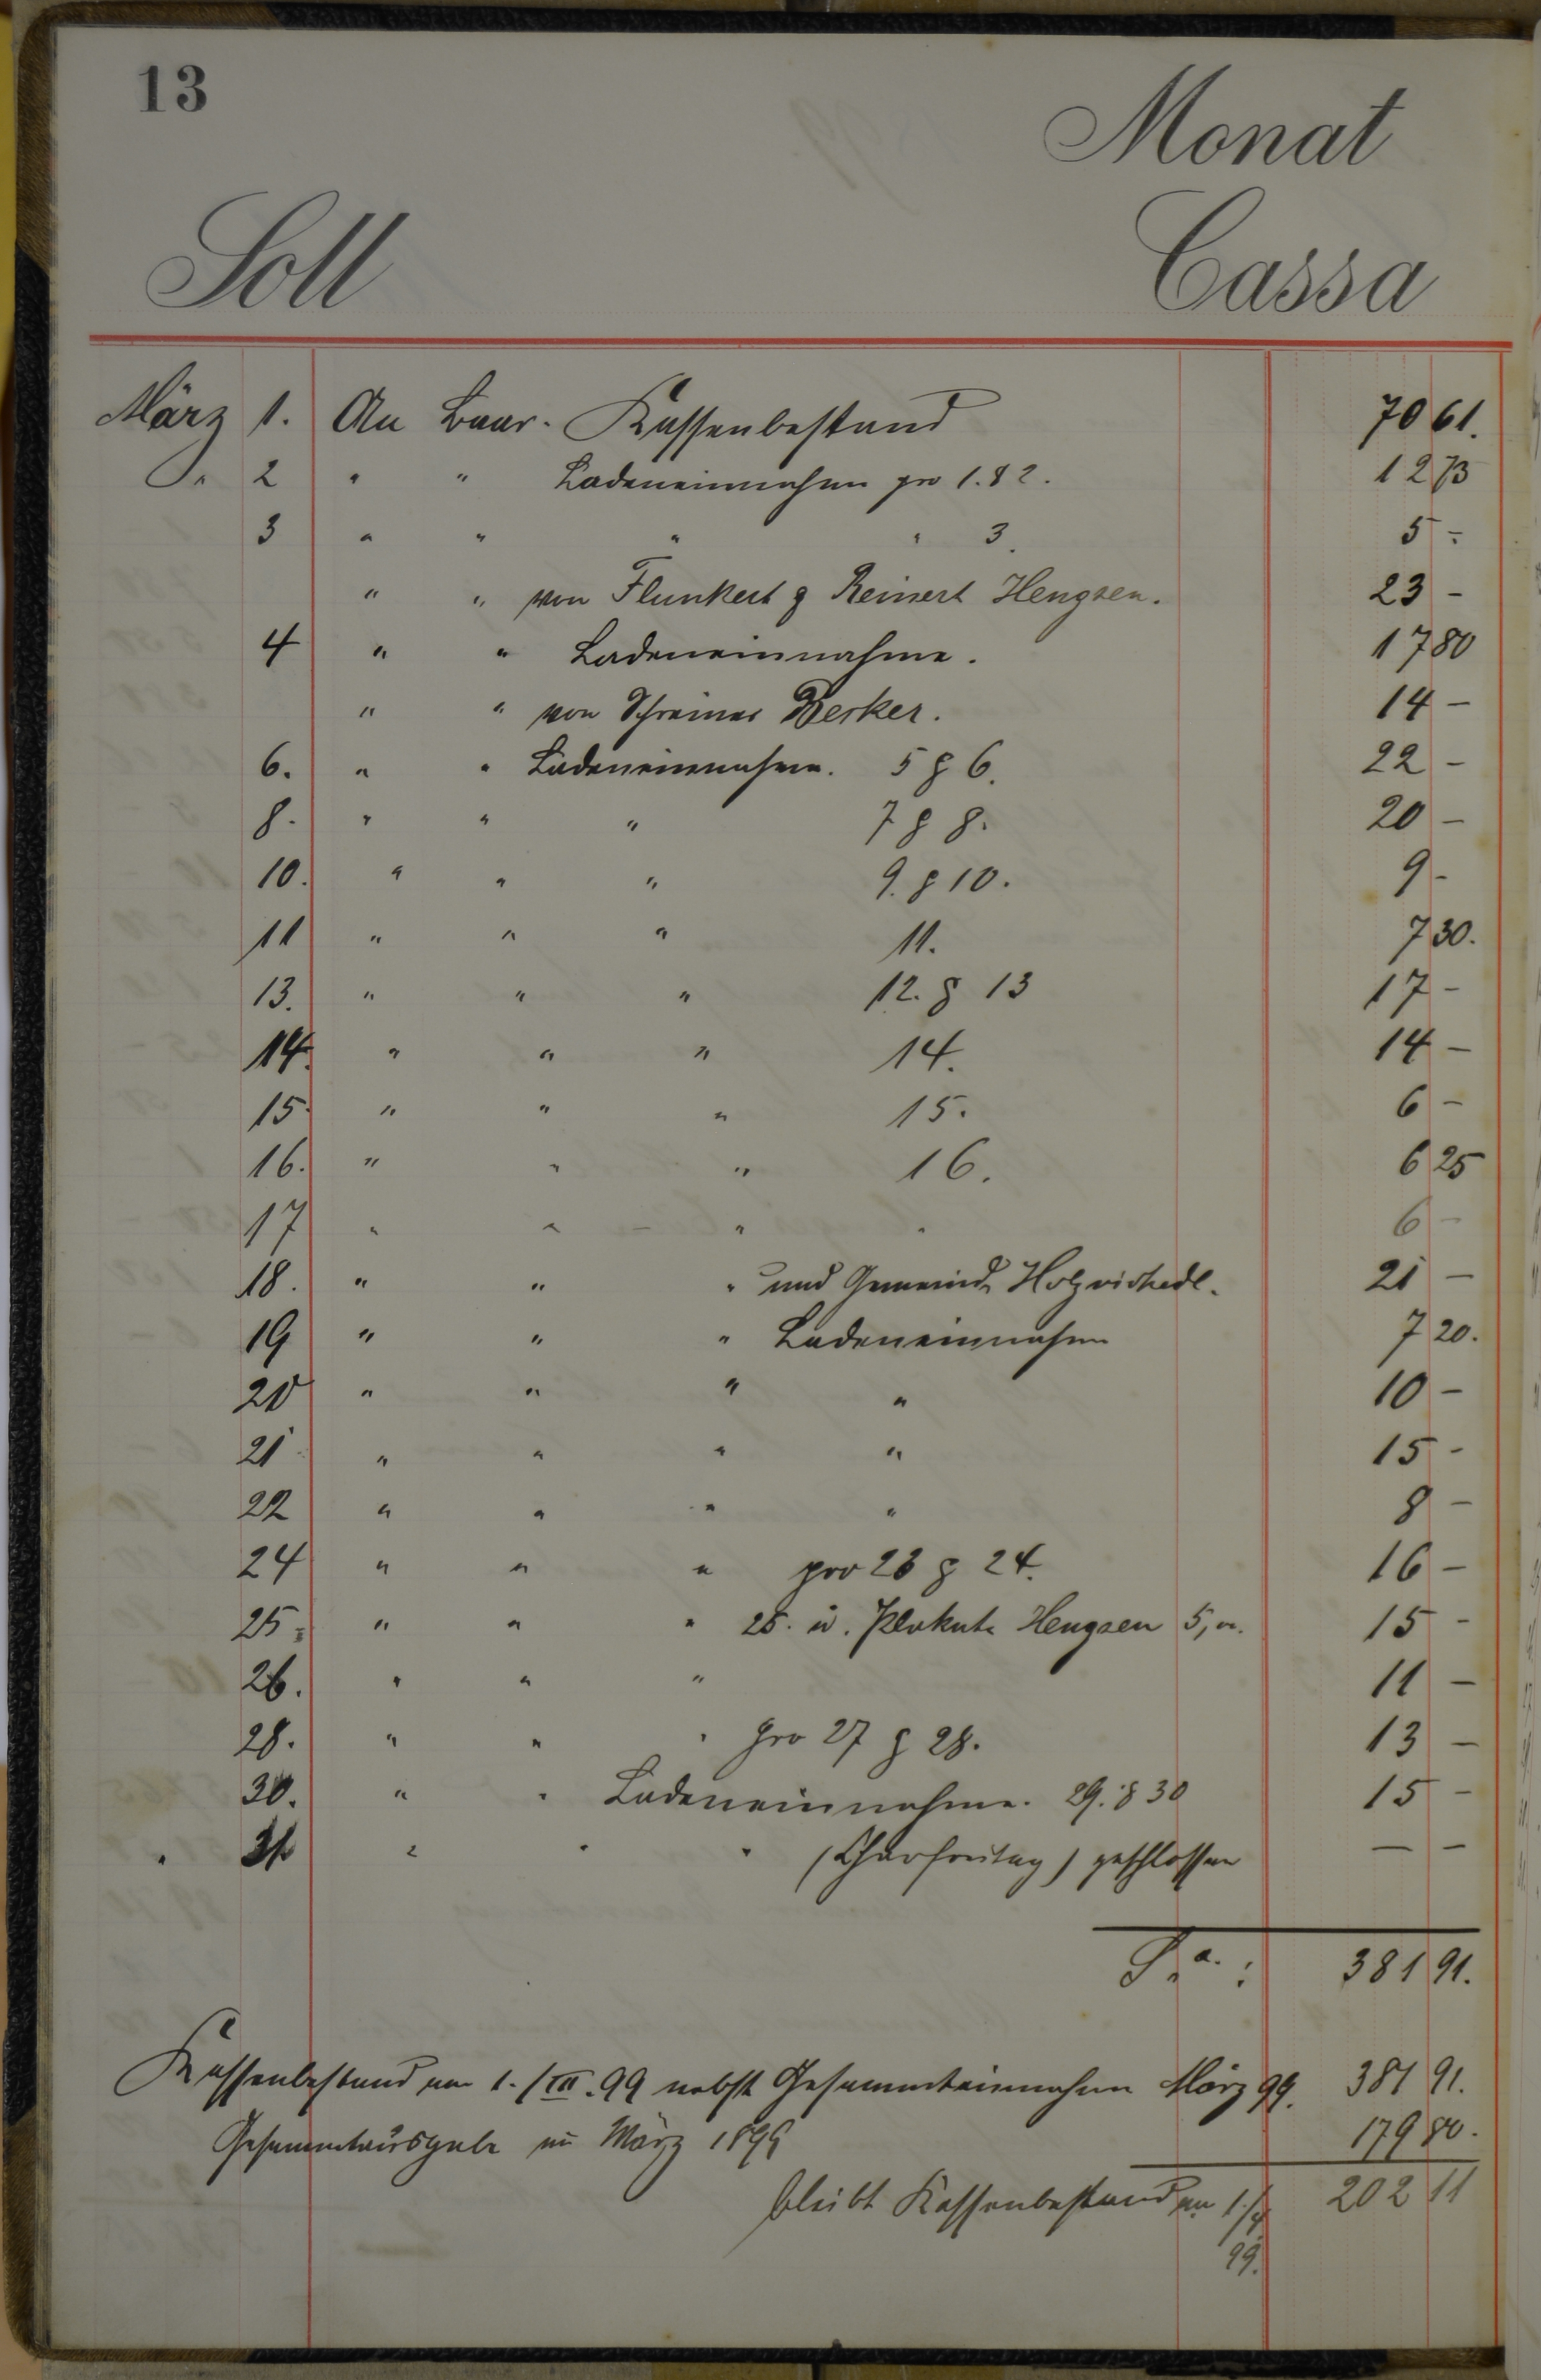 13
Monat
Soll Cassa
März 1. An Baar- Kassenbestand 70 61.
" 2 " " Ladeneinnahme pro 1. & 2. 12 73
3 " " " " 3. 5 -
" " von Flunkert & Reinert Hengsen. 23 -
4 " " Ladeneinnahme. 17 80
" " von Schreiner Becker. 14 -
6. " " Ladeneinnahme. 5 & 6. 22 -
8. " " " 7 & 8. 20 -
10. " " " 9. & 10. 9 -
11 " " " 11. 7 30.
13. " " " 12. & 13 17 -
14. " " " 14. 14 -
15. " " " 15. 6 -
16. " " " 16. 6 25
17 " " " " 6 -
18. " " " und Gemeinde Holzwickede. 21 -
19 " " " Ladeneinnahme 7 20.
20 " " " " 10 -
21 " " " " 15 -
22 " " " " 8 -
24 " " " pro 23 & 24. 16 -
25. " " " 25. u. Hengsen 5, 15 -
26. " " " 11 -
28. " " " pro 27 & 28. 13 -
30. " " Ladeneinnahme. 29. & 30 15 -
" 31 " " " (Charfreitag) geschlossen — -
Sa. : 381 91.
Kassenbestand am 1./III. 99 nebst Gesammteinnahme März 99. 381 91.
Gesammtausgabe im März 1899 179 80.
bleibt Kassenbestand am 1./4 202 11
99.